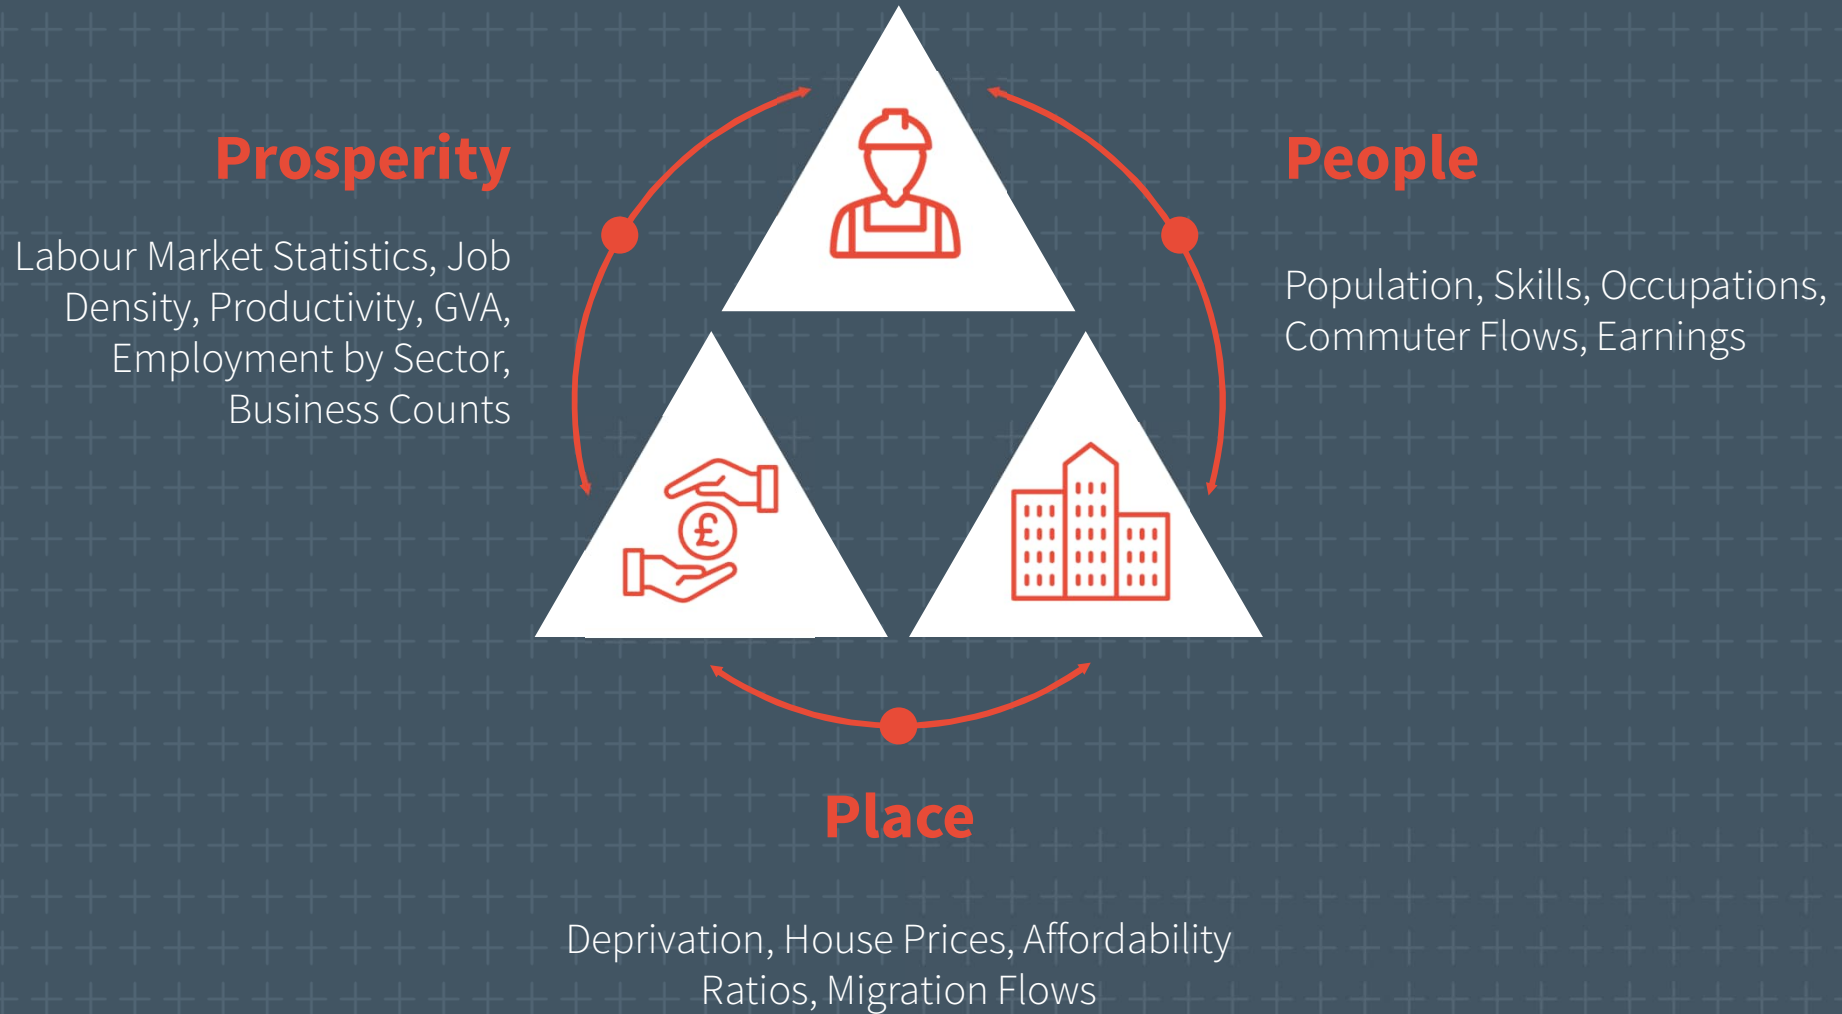 Prosperity
Labour Market Statistics, Job
Density, Productivity, GVA,
Employment by Sector,
Business Counts
People
Population, Skills, Occupations,
Commuter Flows, Earnings
£
Place
Deprivation, House Prices, Affordability
Ratios, Migration Flows